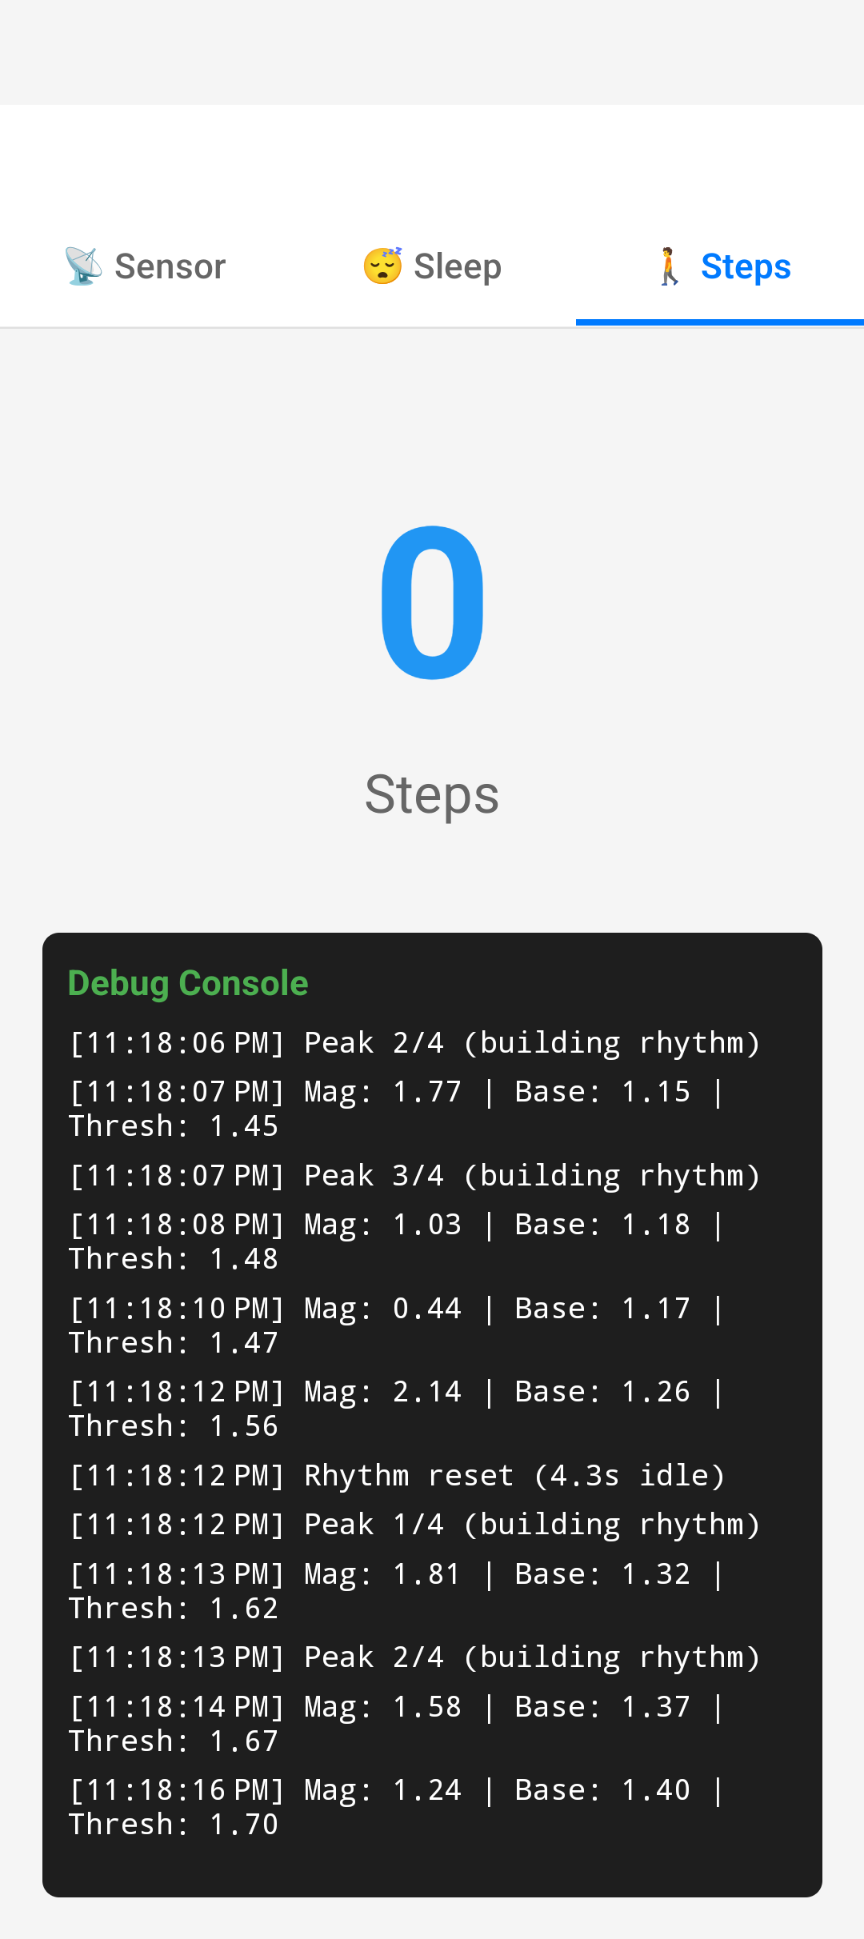 Sensor
Sleep
Steps
0
Steps
Debug Console
[11:18:06 PM] Peak 2/4 (building rhythm)
[11:18:07 PM] Mag: 1.77 | Base: 1.15 |
Thresh: 1.45
[11:18:07 PM] Peak 3/4 (building rhythm)
[11:18:08 PM] Mag: 1.03 | Base: 1.18 |
Thresh: 1.48
[11:18:10 PM] Mag: 0.44 | Base: 1.17 |
Thresh: 1.47
[11:18:12 PM] Mag: 2.14 | Base: 1.26 |
Thresh: 1.56
[11:18:12 PM] Rhythm reset (4.3s idle)
[11:18:12 PM] Peak 1/4 (building rhythm)
[11:18:13 PM] Mag: 1.81 | Base: 1.32 |
Thresh: 1.62
[11:18:13 PM] Peak 2/4 (building rhythm)
[11:18:14 PM] Mag: 1.58 | Base: 1.37 |
Thresh: 1.67
[11:18:16 PM] Mag: 1.24 | Base: 1.40 |
Thresh: 1.70